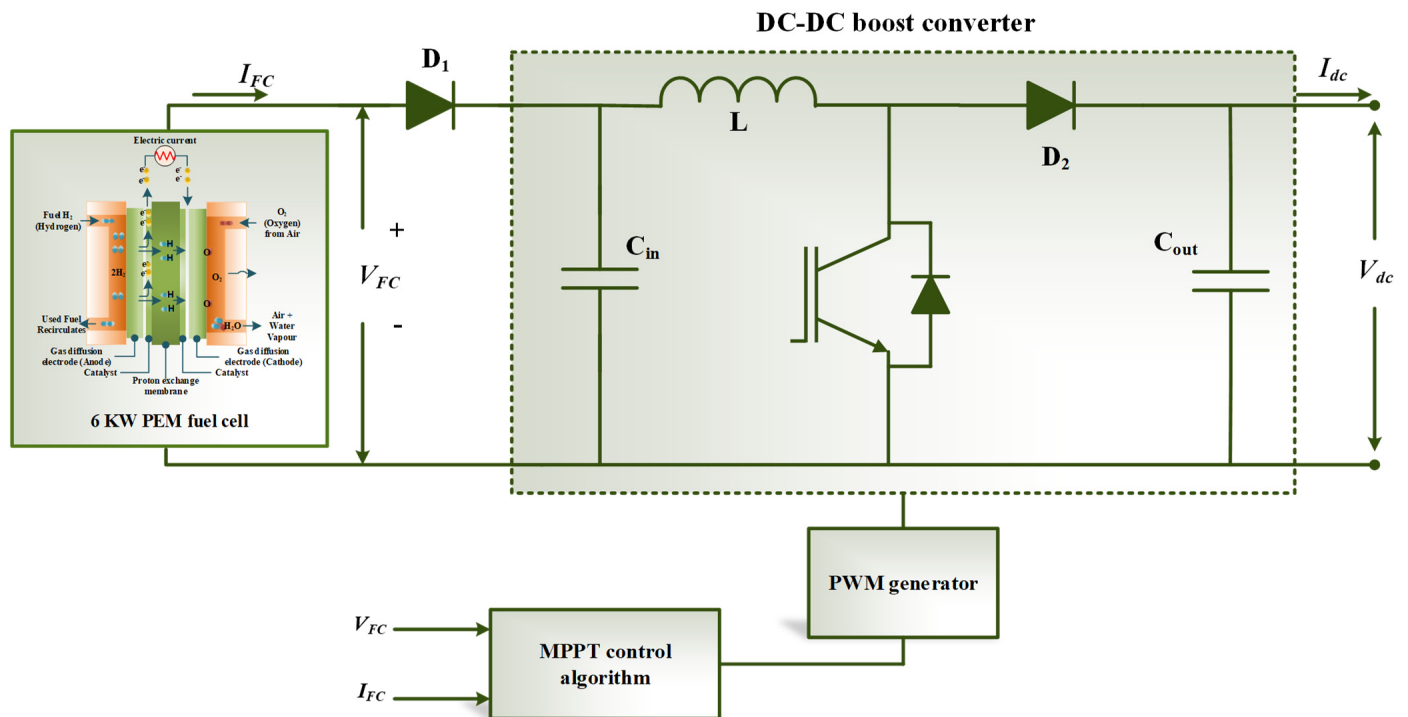 DC-DC boost converter
I_FC
D₁
L
D₂
I_dc
Electric current
e⁻
e⁻
e⁻
e⁻
Fuel H₂
(Hydrogen)
O₂
(Oxygen)
from Air
e⁻
e⁻
H
H
O
2H₂
e⁻
e⁻
O₂
H
H
O
H₂O
Used Fuel
Recirculates
Air +
Water
Vapour
Gas diffusion
electrode (Anode)
Catalyst
Proton exchange
membrane
Gas diffusion
electrode (Cathode)
Catalyst
6 KW PEM fuel cell
+
V_FC
-
C_in
C_out
V_dc
PWM generator
V_FC
I_FC
MPPT control
algorithm